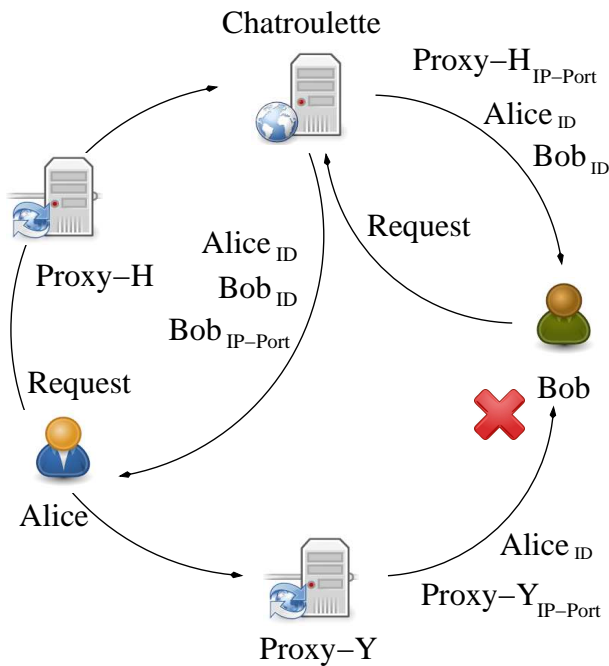 Chatroulette
Proxy–H IP–Port
Alice ID
Bob ID
Request
Alice ID
Bob ID
Bob IP–Port
Proxy–H
Request
Bob
Alice
Alice ID
Proxy–Y IP–Port
Proxy–Y